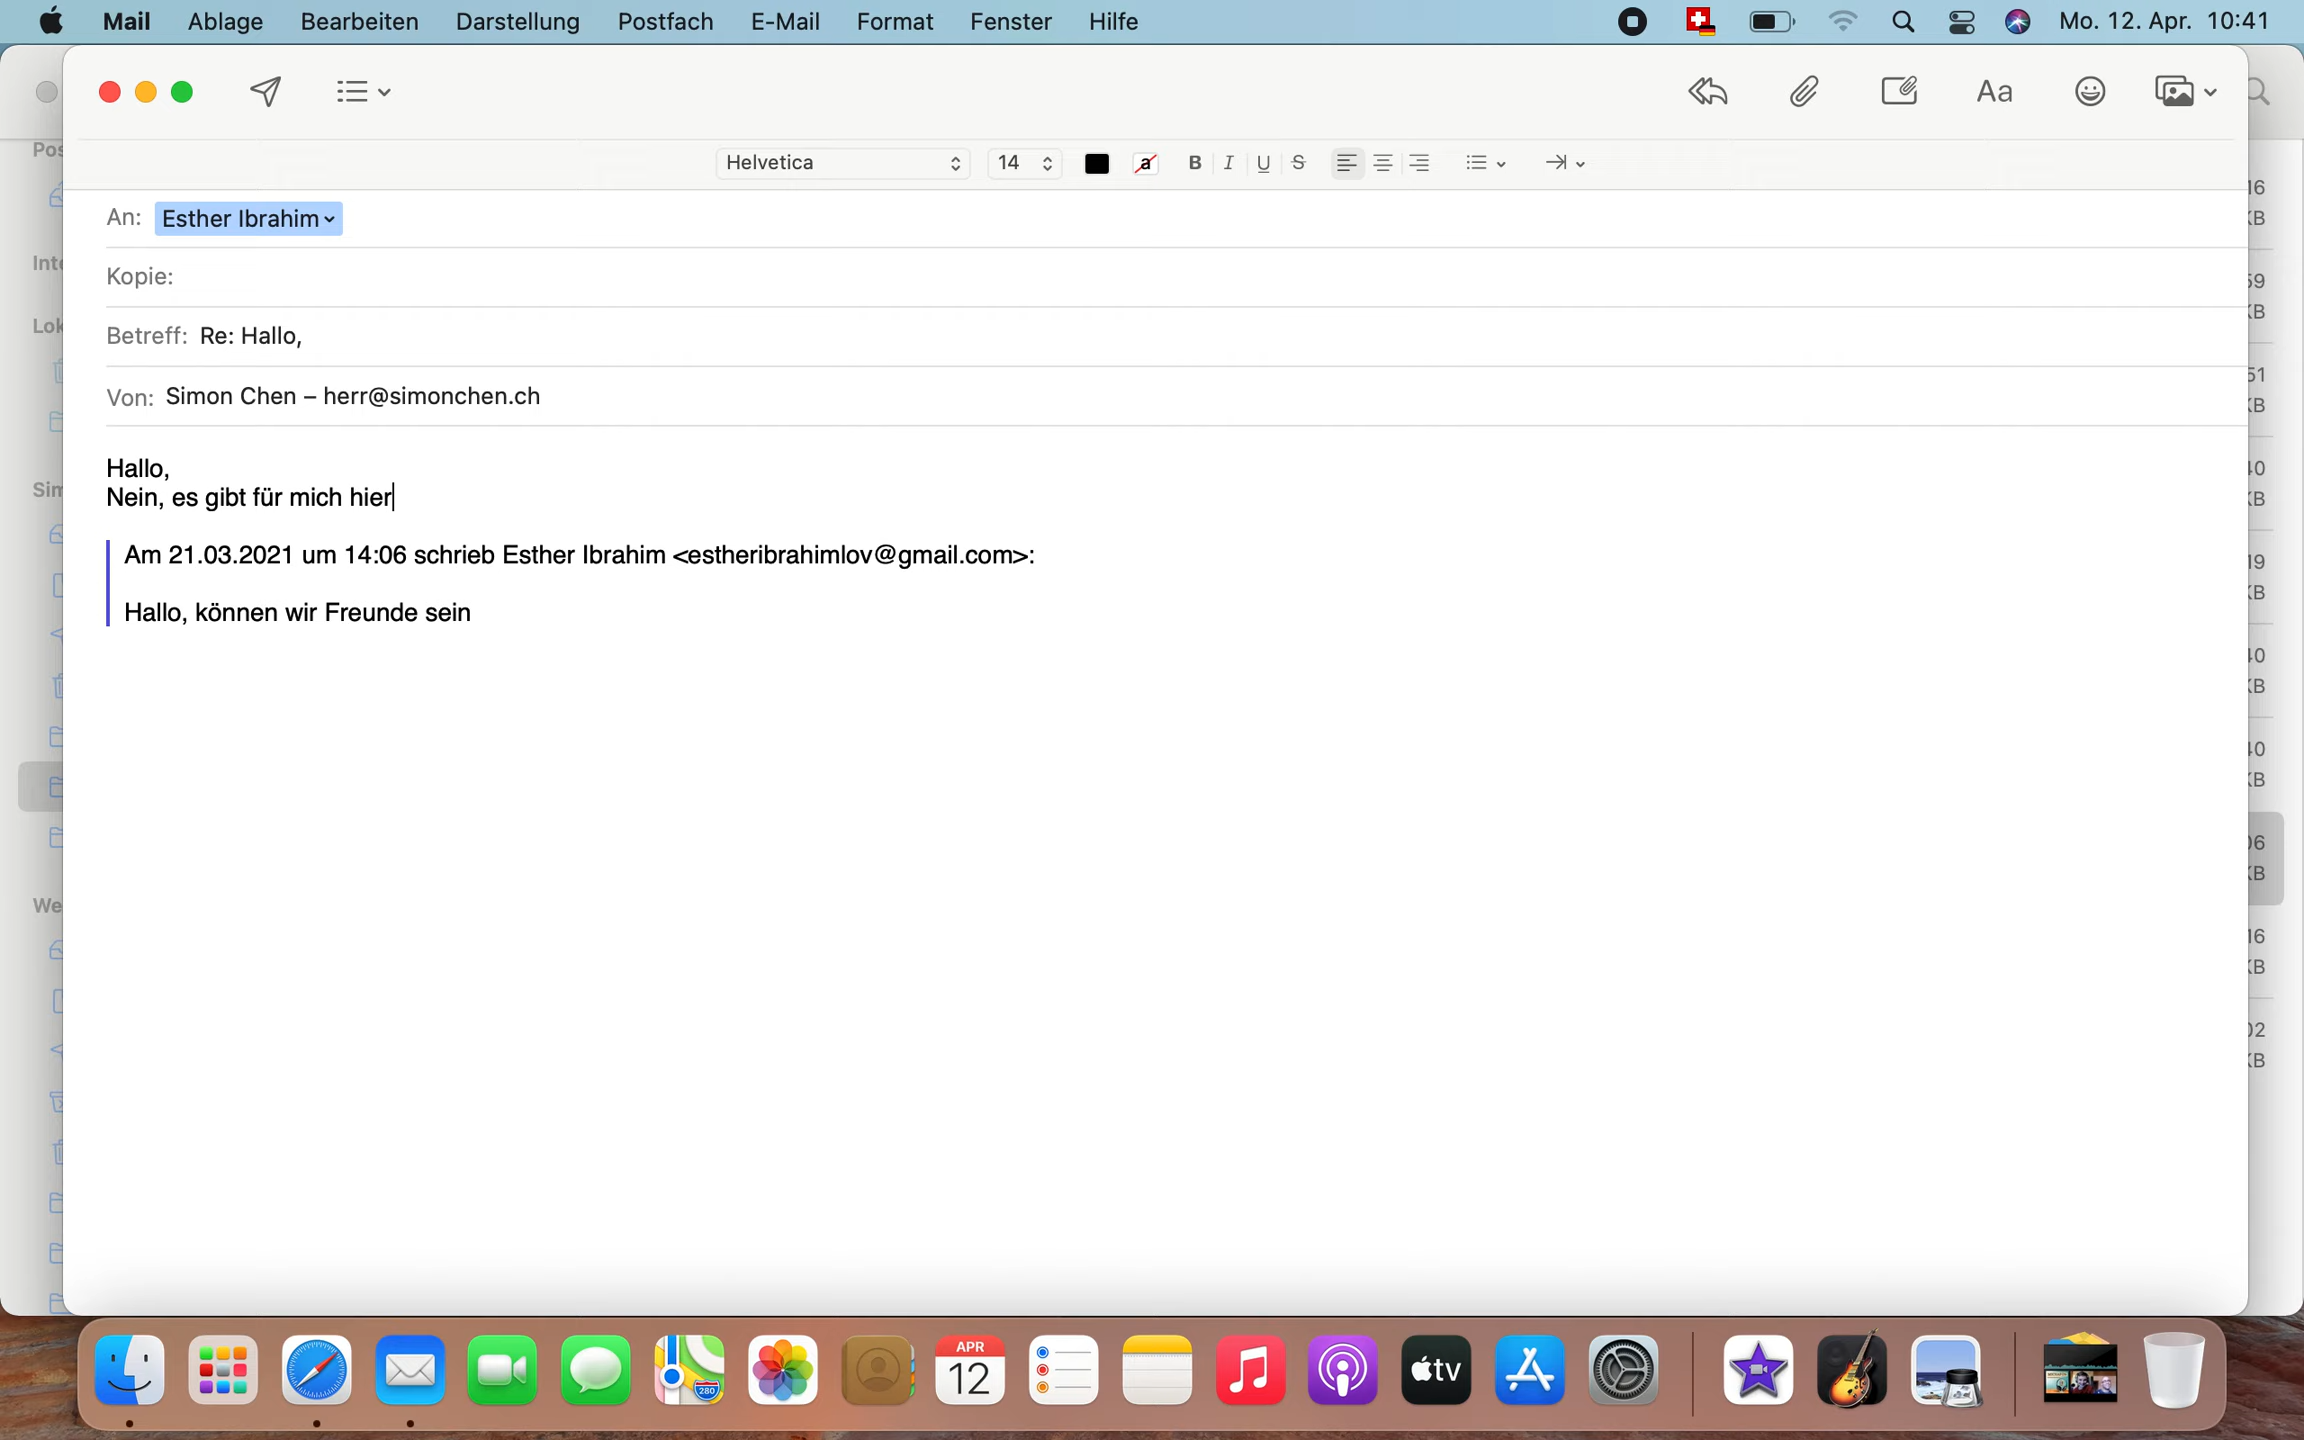 Mail Ablage Bearbeiten Darstellung Postfach E-Mail Format Fenster Hilfe Mo. 12. Apr. 10:41
Aa
Helvetica 14 a B I U S
An: Esther Ibrahim
Kopie:
Betreff: Re: Hallo,
Von: Simon Chen – herr@simonchen.ch
Hallo,
Nein, es gibt für mich hier
Am 21.03.2021 um 14:06 schrieb Esther Ibrahim <estheribrahimlov@gmail.com>:
Hallo, können wir Freunde sein
APR
12
280
tv